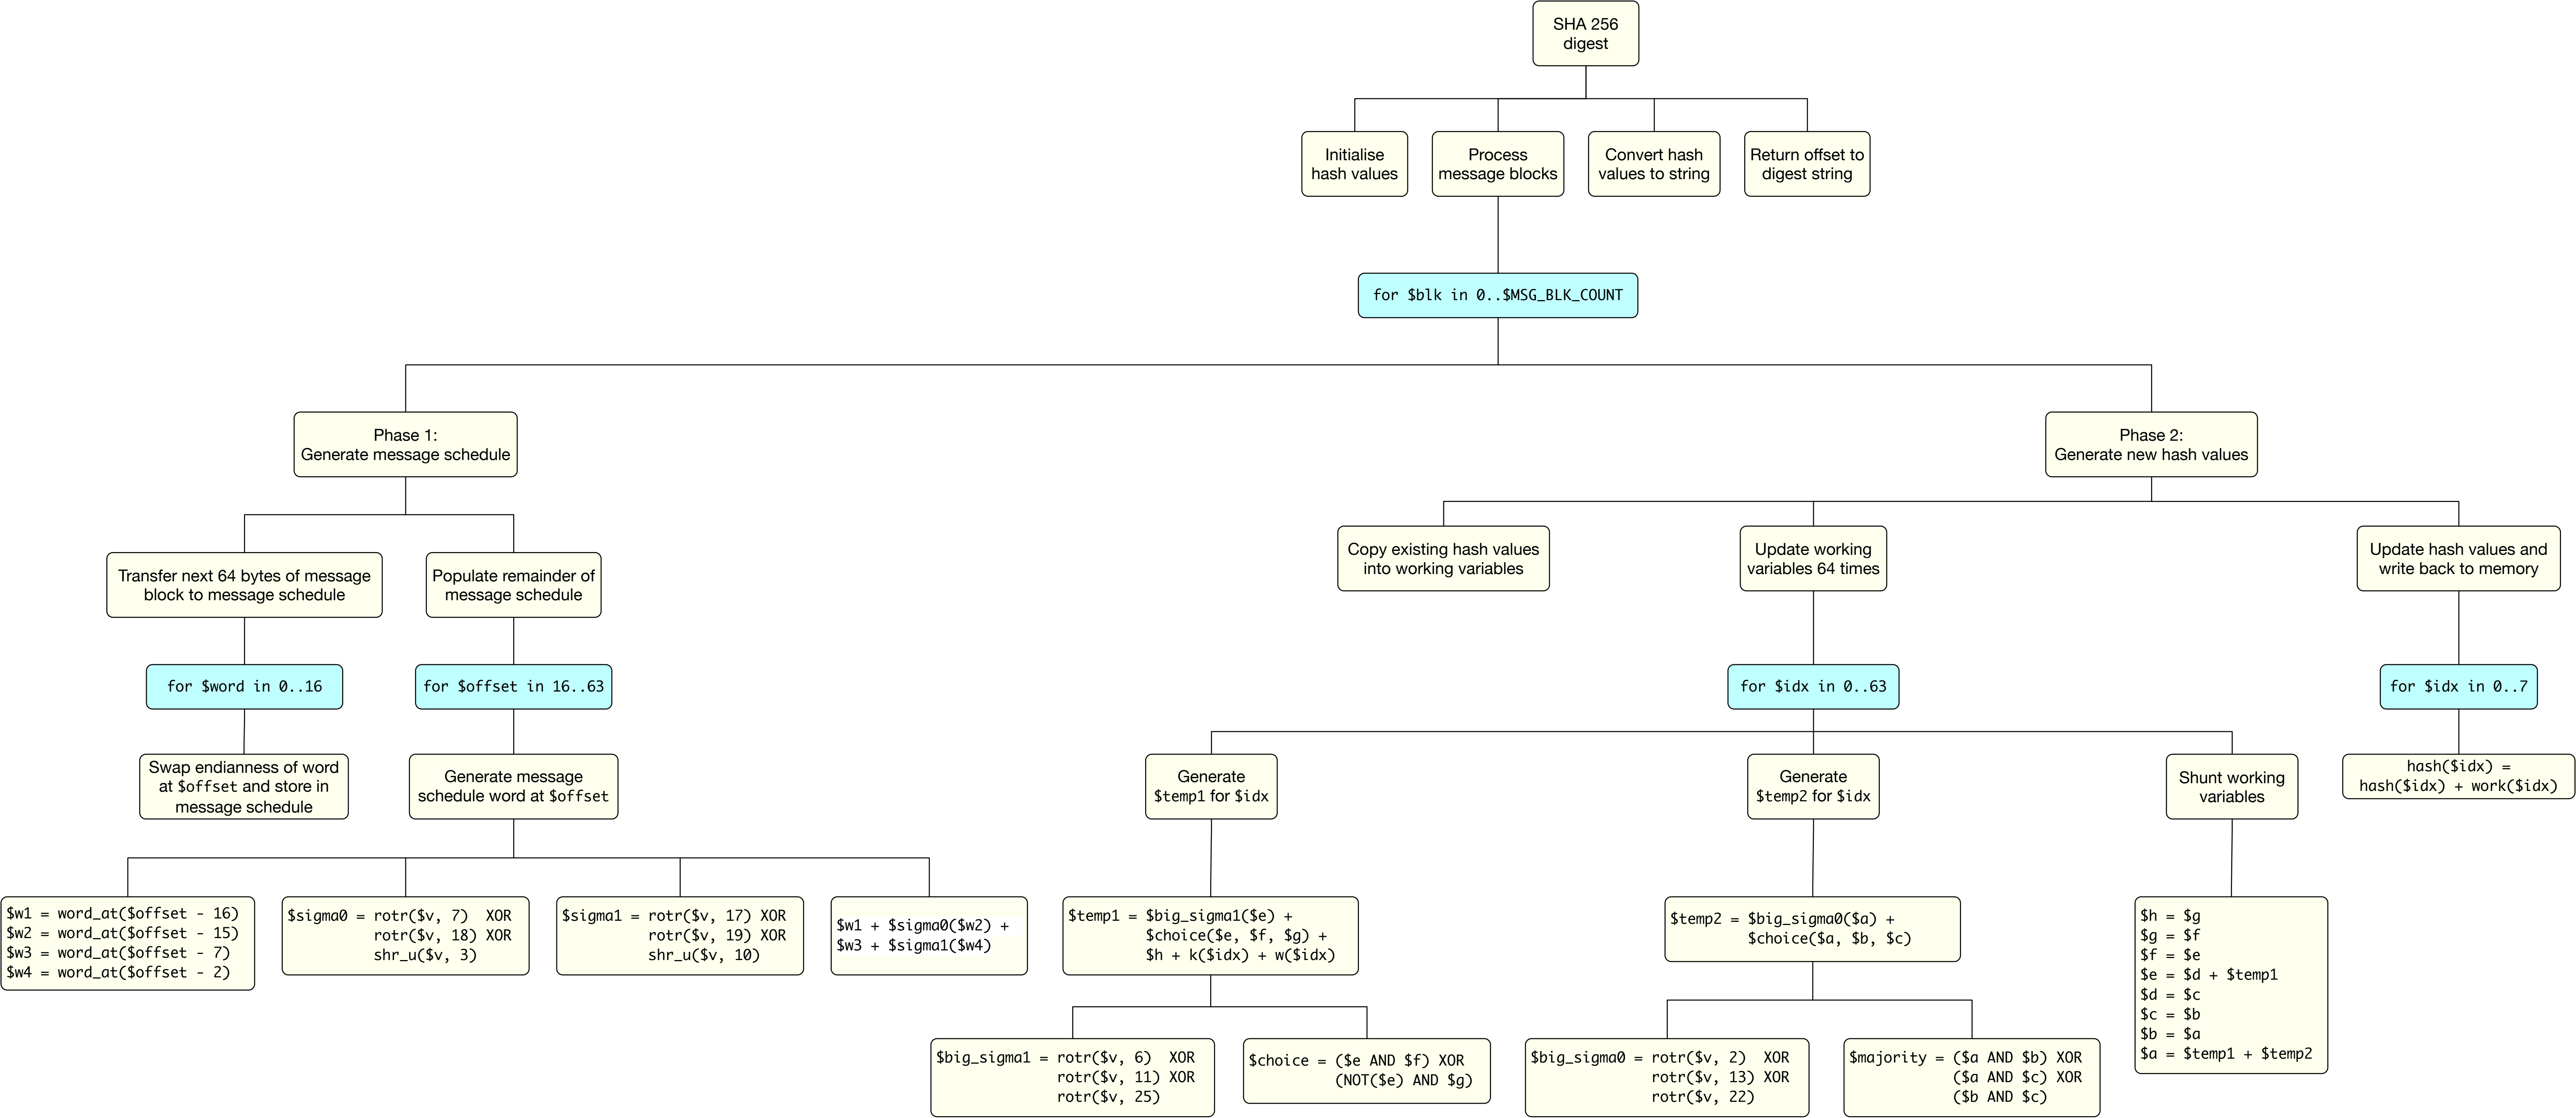 SHA 256
digest
Initialise
hash values
Process
message blocks
Convert hash
values to string
Return offset to
digest string
for $blk in 0..$MSG_BLK_COUNT
Phase 1:
Generate message schedule
Phase 2:
Generate new hash values
Transfer next 64 bytes of message
block to message schedule
Populate remainder of
message schedule
Copy existing hash values
into working variables
Update working
variables 64 times
Update hash values and
write back to memory
for $word in 0..16
for $offset in 16..63
for $idx in 0..63
for $idx in 0..7
Swap endianness of word
at $offset and store in
message schedule
Generate message
schedule word at $offset
Generate
$temp1 for $idx
Generate
$temp2 for $idx
Shunt working
variables
hash($idx) =
hash($idx) + work($idx)
$w1 = word_at($offset - 16)
$w2 = word_at($offset - 15)
$w3 = word_at($offset - 7)
$w4 = word_at($offset - 2)
$sigma0 = rotr($v, 7)  XOR
rotr($v, 18) XOR
shr_u($v, 3)
$sigma1 = rotr($v, 17) XOR
rotr($v, 19) XOR
shr_u($v, 10)
$w1 + $sigma0($w2) +
$w3 + $sigma1($w4)
$temp1 = $big_sigma1($e) +
$choice($e, $f, $g) +
$h + k($idx) + w($idx)
$temp2 = $big_sigma0($a) +
$choice($a, $b, $c)
$h = $g
$g = $f
$f = $e
$e = $d + $temp1
$d = $c
$c = $b
$b = $a
$a = $temp1 + $temp2
$big_sigma1 = rotr($v, 6)  XOR
rotr($v, 11) XOR
rotr($v, 25)
$choice = ($e AND $f) XOR
(NOT($e) AND $g)
$big_sigma0 = rotr($v, 2)  XOR
rotr($v, 13) XOR
rotr($v, 22)
$majority = ($a AND $b) XOR
($a AND $c) XOR
($b AND $c)